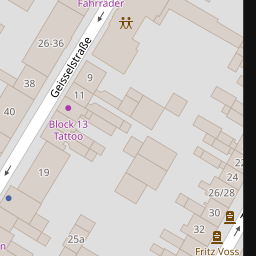 Fahrräder
26-36
Geisselstraße
9
38
11
40
Block 13
Tattoo
22
24
19
26/28
30
32
25a
Fritz Voss